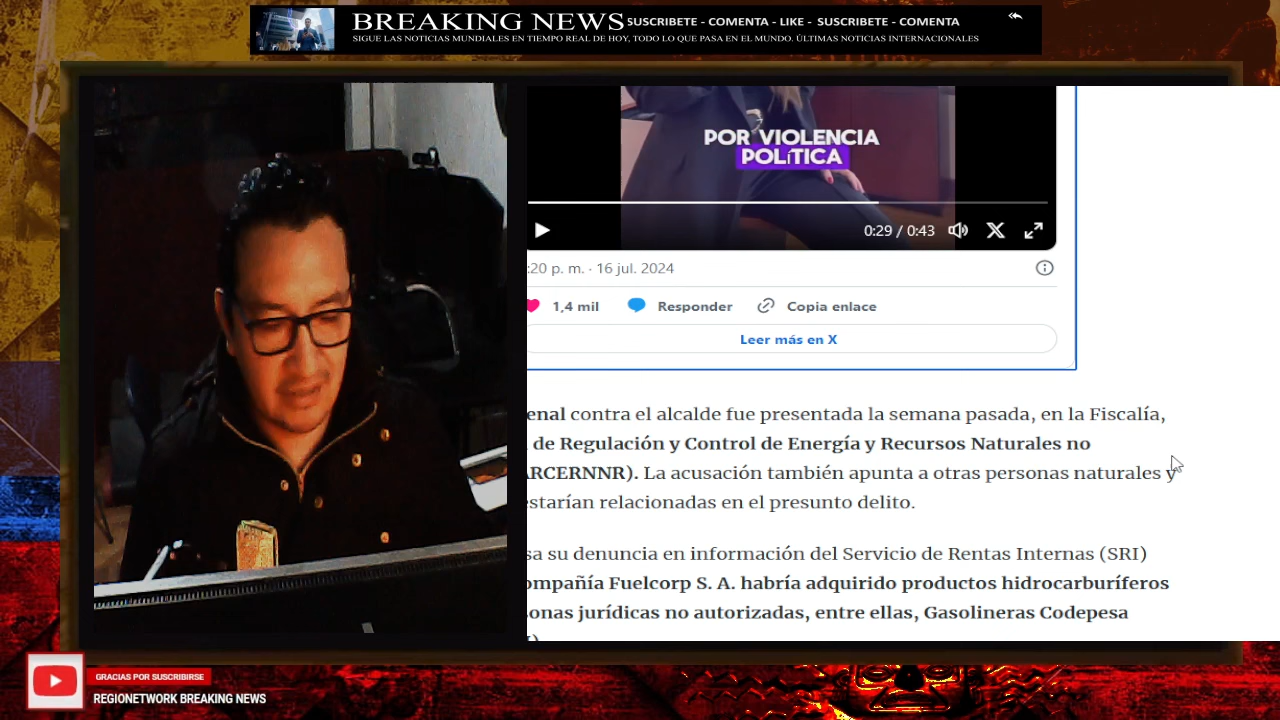 BREAKING NEWS SUSCRIBETE - COMENTA - LIKE - SUSCRIBETE - COMENTA
SIGUE LAS NOTICIAS MUNDIALES EN TIEMPO REAL DE HOY, TODO LO QUE PASA EN EL MUNDO. ÚLTIMAS NOTICIAS INTERNACIONALES
POR VIOLENCIA
POLíTICA
0:29 / 0:43
:20 p. m. · 16 jul. 2024
1,4 mil Responder Copia enlace
Leer más en X
enal contra el alcalde fue presentada la semana pasada, en la Fiscalía,
de Regulación y Control de Energía y Recursos Naturales no
ARCERNNR). La acusación también apunta a otras personas naturales y
estarían relacionadas en el presunto delito.
sa su denuncia en información del Servicio de Rentas Internas (SRI)
ompañía Fuelcorp S. A. habría adquirido productos hidrocarburíferos
sonas jurídicas no autorizadas, entre ellas, Gasolineras Codepesa
GRACIAS POR SUSCRIBIRSE
REGIONETWORK BREAKING NEWS